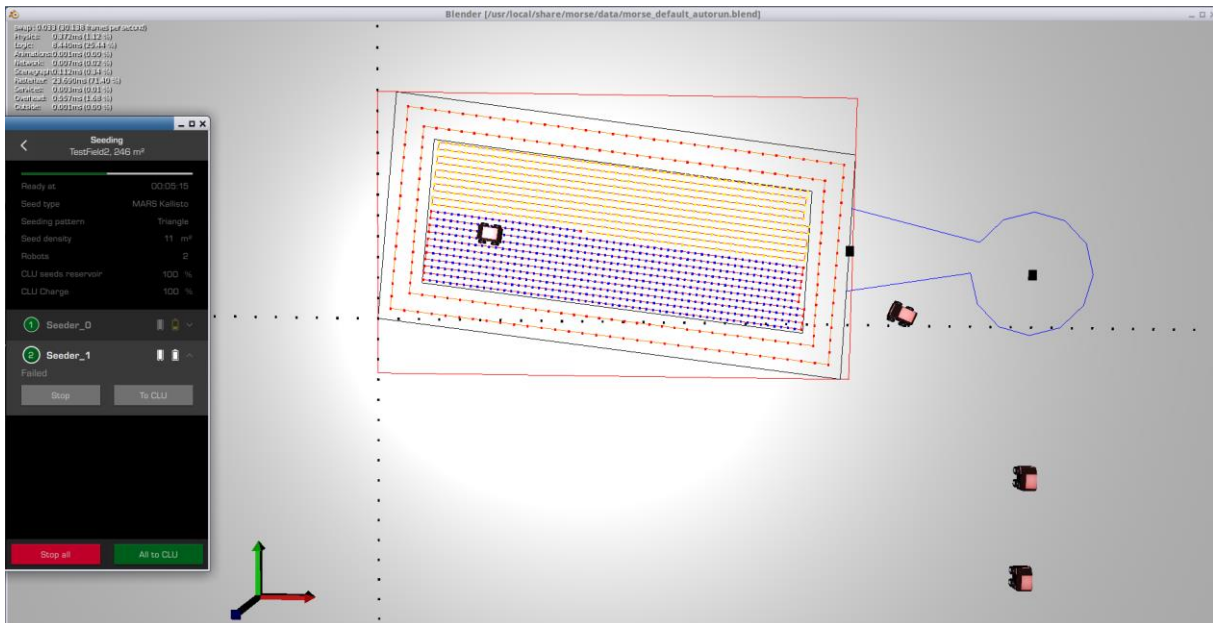 Blender [/usr/local/share/morse/data/morse_default_autorun.blend]
Seeding
TestField2, 246 m²
Ready at 00:05:15
Seed type MARS Kallisto
Seeding pattern Triangle
Seed density 11 m²
Robots 2
CLU seeds reservoir 100 %
CLU Charge 100 %
1 Seeder_0
2 Seeder_1
Failed
Stop To CLU
Stop all All to CLU